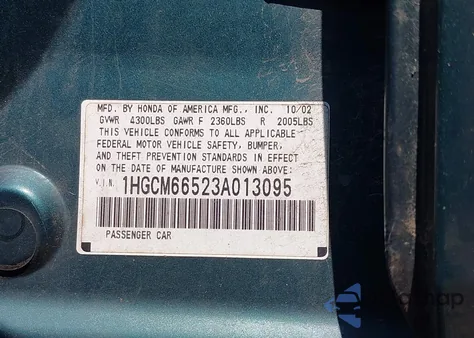 MFD. BY HONDA OF AMERICA MFG., INC. 10/02
GVWR 4300LBS GAWR F 2360LBS R 2005LBS
THIS VEHICLE CONFORMS TO ALL APPLICABLE
FEDERAL MOTOR VEHICLE SAFETY, BUMPER,
AND THEFT PREVENTION STANDARDS IN EFFECT
ON THE DATE OF MANUFACTURE SHOWN ABOVE:
V.I.N. 1HGCM66523A013095
PASSENGER CAR